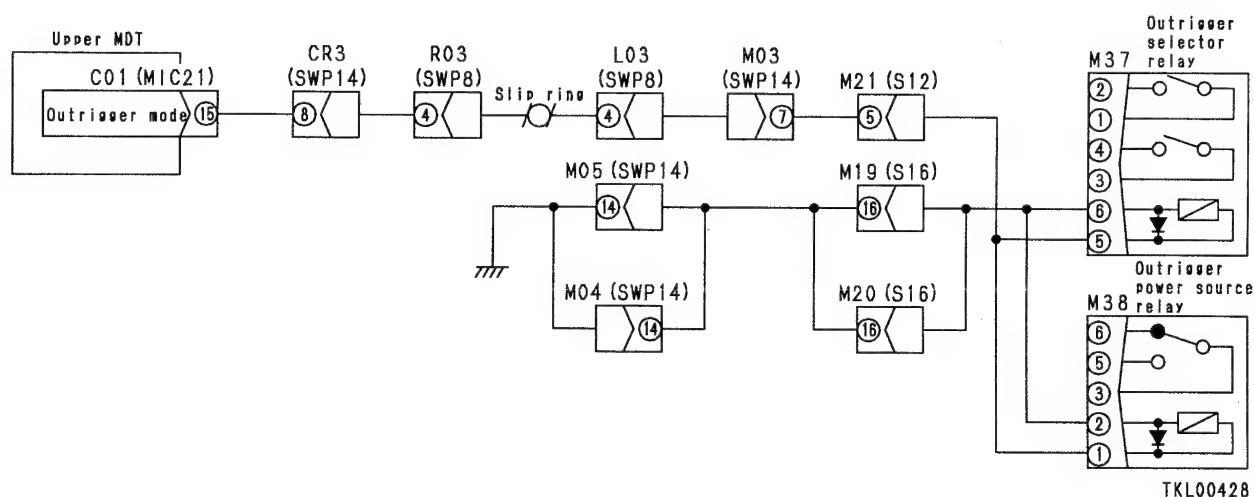 Upper MDT
C01 (MIC21)
Outrigger mode
15
CR3
(SWP14)
8
R03
(SWP8)
4
Slip ring
L03
(SWP8)
4
M03
(SWP14)
7
M21 (S12)
5
Outrigger
selector
relay
M37
2
1
4
3
6
5
M05 (SWP14)
14
M19 (S16)
16
M04 (SWP14)
14
M20 (S16)
16
Outrigger
power source
relay
M38
6
5
3
2
1
TKL00428